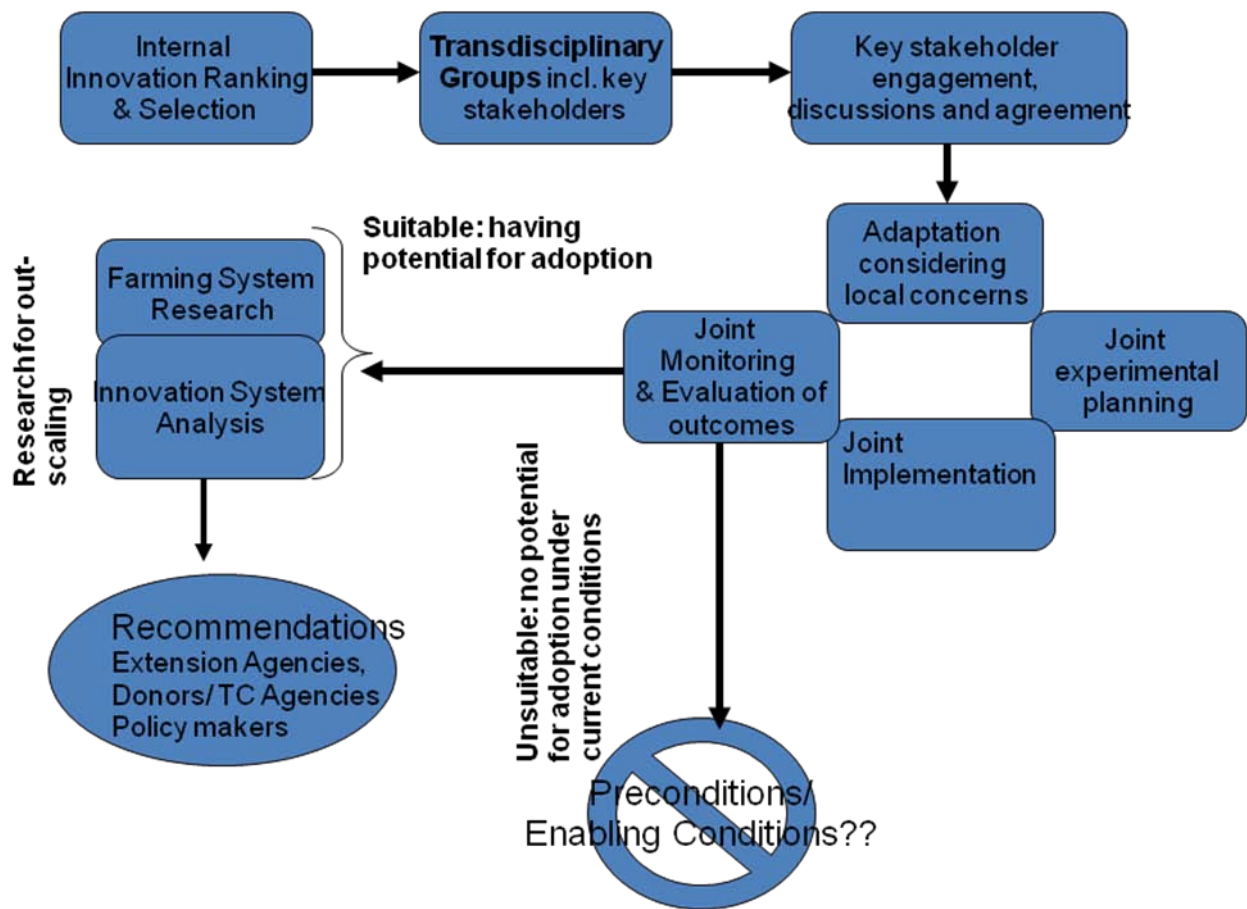 Internal
Innovation Ranking
& Selection
Transdisciplinary
Groups incl. key
stakeholders
Key stakeholder
engagement,
discussions and agreement
Adaptation
considering
local concerns
Joint
experimental
planning
Joint
Implementation
Joint
Monitoring
& Evaluation of
outcomes
Suitable: having
potential for adoption
Farming System
Research
Innovation System
Analysis
Researchfor out-
scaling
Recommendations
Extension Agencies,
Donors/ TC Agencies
Policy makers
Unsuitable: no potential
for adoption under
current conditions
Preconditions/
Enabling Conditions??